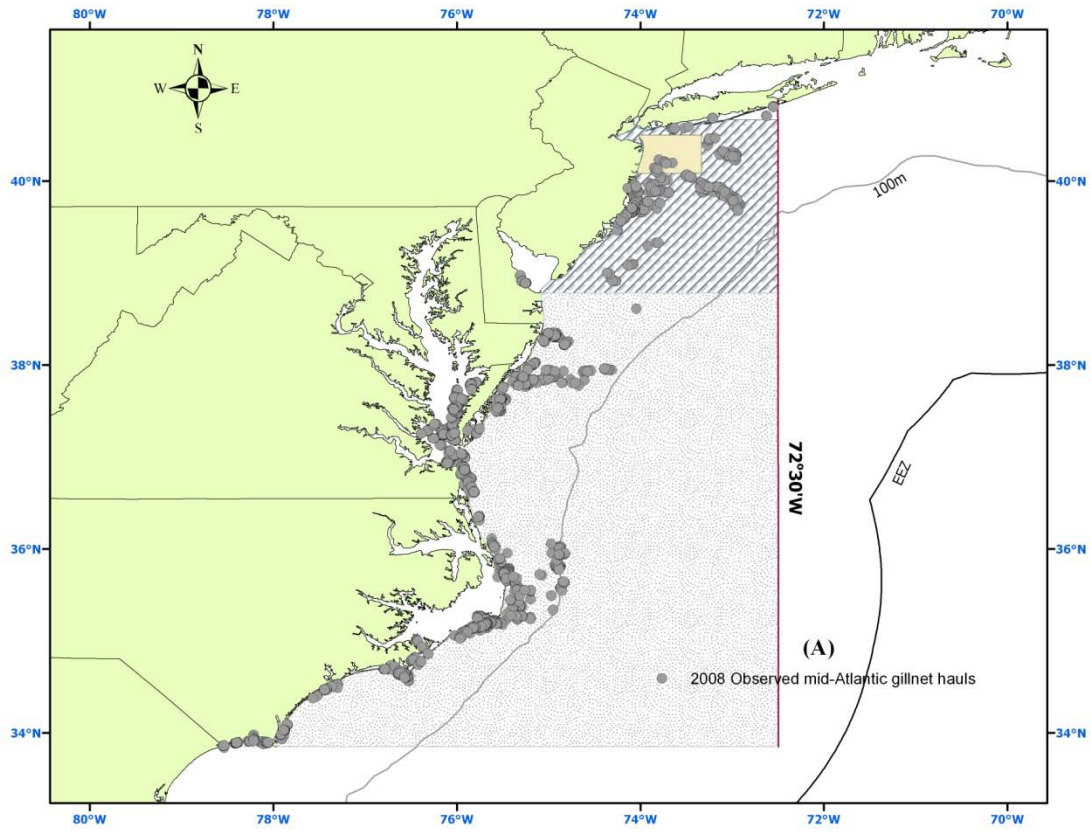 80°W 78°W 76°W 74°W 72°W 70°W
N
W E
S
40°N 40°N
100m
38°N 38°N
72°30'W
EEZ
36°N 36°N
(A)
2008 Observed mid-Atlantic gillnet hauls
34°N 34°N
80°W 78°W 76°W 74°W 72°W 70°W